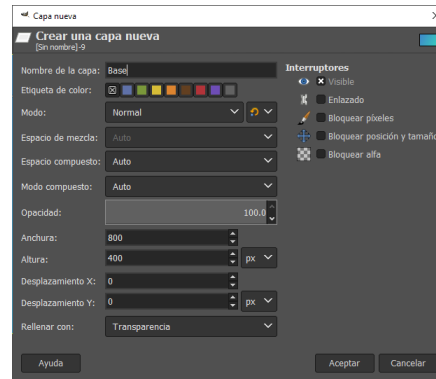 Capa nueva
Crear una capa nueva
[Sin nombre]-9
Nombre de la capa: Base
Etiqueta de color:
Modo: Normal
Espacio de mezcla: Auto
Espacio compuesto: Auto
Modo compuesto: Auto
Opacidad: 100.0
Anchura: 800
Altura: 400 px
Desplazamiento X: 0
Desplazamiento Y: 0 px
Rellenar con: Transparencia
Interruptores
Visible
Enlazado
Bloquear píxeles
Bloquear posición y tamaño
Bloquear alfa
Ayuda
Aceptar
Cancelar